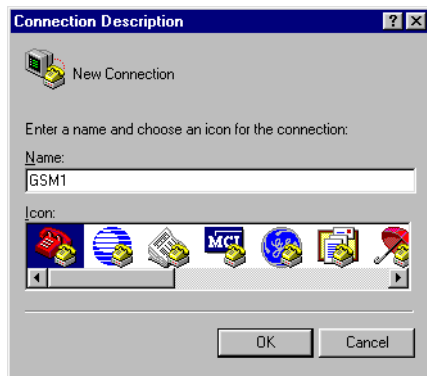 Connection Description
New Connection
Enter a name and choose an icon for the connection:
Name:
GSM1
Icon:
MCI
OK
Cancel